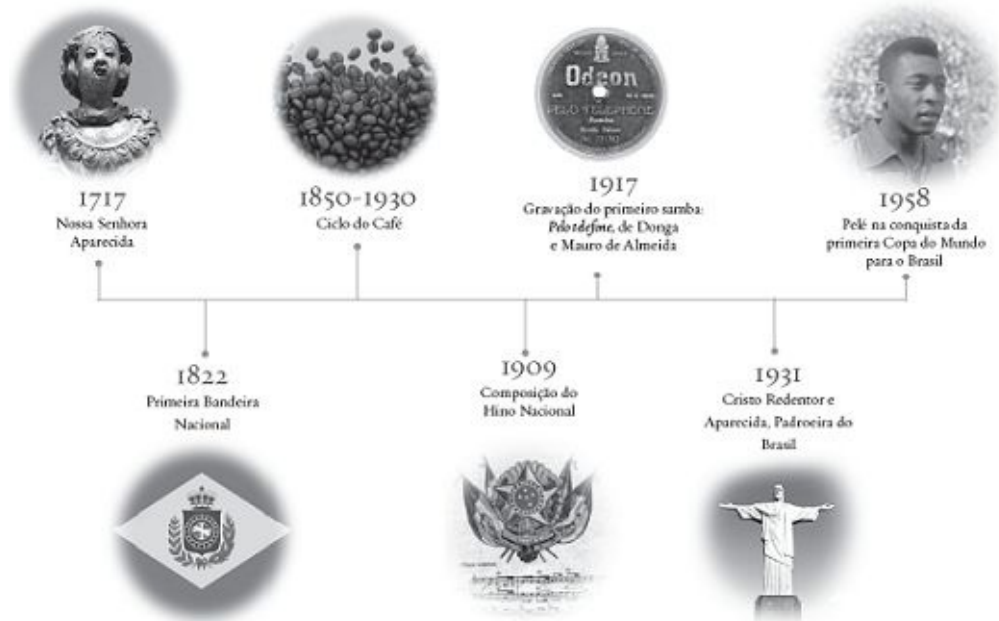 1717
Nossa Senhora
Aparecida
1850-1930
Ciclo do Café
Odeon
PELO TELEPHONE
1917
Gravação do primeiro samba:
Pelo telefone, de Donga
e Mauro de Almeida
1958
Pelé na conquista da
primeira Copa do Mundo
para o Brasil
1822
Primeira Bandeira
Nacional
1909
Composição do
Hino Nacional
1931
Cristo Redentor e
Aparecida, Padroeira do
Brasil